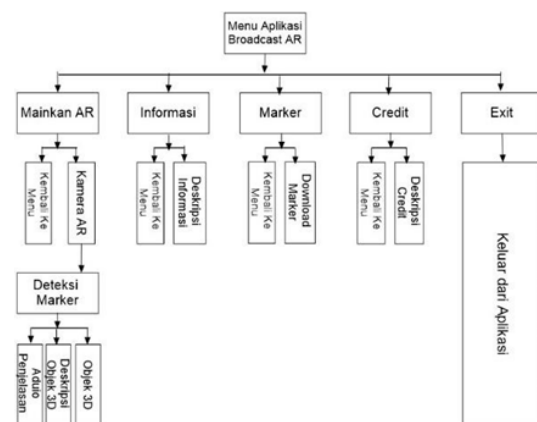 Menu Aplikasi
Broadcast AR
Mainkan AR
Informasi
Marker
Credit
Exit
Kembali Ke
Menu
Kamera AR
Kembali Ke
Menu
Deskripsi
Informasi
Kembali Ke
Menu
Download
Marker
Kembali Ke
Menu
Deskripsi
Credit
Keluar dari Aplikasi
Deteksi
Marker
Aduio
Penjelasan
Deskripsi
Objek 3D
Objek 3D